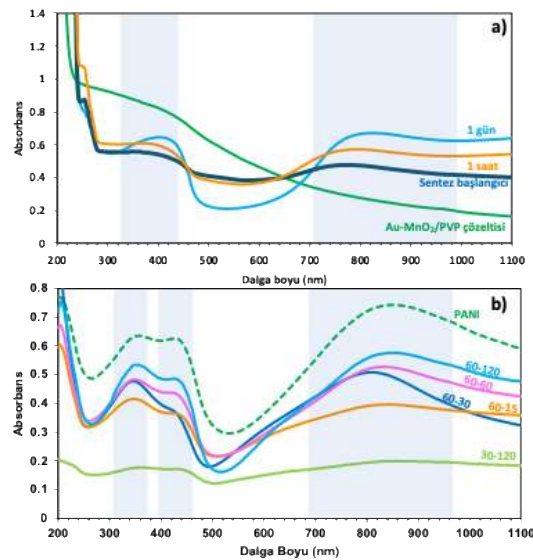 a)
Absorbans
1.4
1.2
1
0.8
0.6
0.4
0.2
0
1 gün
1 saat
Sentez başlangıcı
Au-MnO₂/PVP çözeltisi
200 300 400 500 600 700 800 900 1000 1100
Dalga boyu (nm)
b)
Absorbans
0.8
0.7
0.6
0.5
0.4
0.3
0.2
0.1
0
PANI
60-120
60-60
60-30
60-15
30-120
200 300 400 500 600 700 800 900 1000 1100
Dalga Boyu (nm)